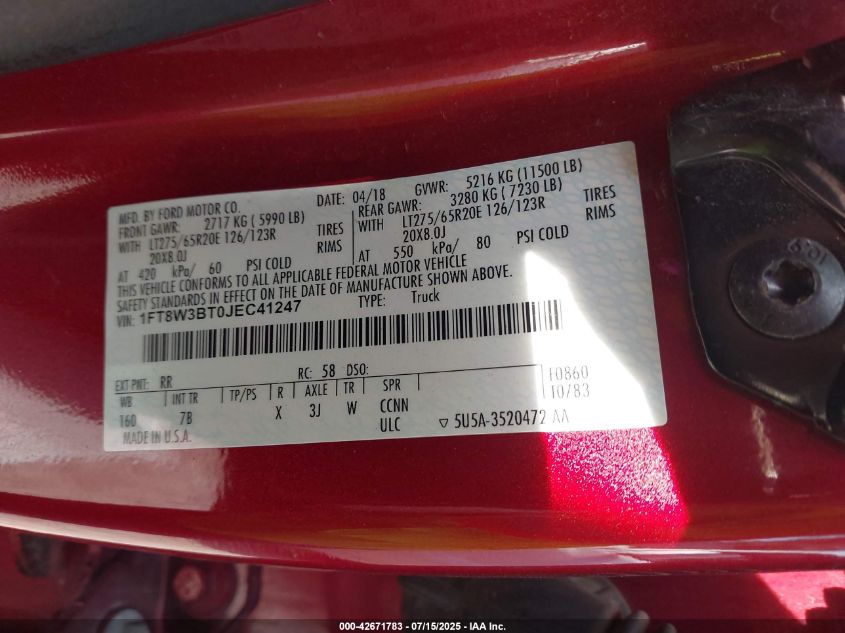 MFD. BY FORD MOTOR CO.
DATE: 04/18 GVWR: 5216 KG (11500 LB)
FRONT GAWR: 2717 KG ( 5990 LB)
REAR GAWR: 3280 KG ( 7230 LB)
WITH LT275/65R20E 126/123R TIRES
WITH LT275/65R20E 126/123R TIRES
20X8.0J RIMS
20X8.0J RIMS
AT 420 kPa/ 60 PSI COLD
AT 550 kPa/ 80 PSI COLD
THIS VEHICLE CONFORMS TO ALL APPLICABLE FEDERAL MOTOR VEHICLE
SAFETY STANDARDS IN EFFECT ON THE DATE OF MANUFACTURE SHOWN ABOVE.
VIN: 1FT8W3BT0JEC41247 TYPE: Truck
EXT PNT: RR RC: 58 DSO: F0860
WB INT TR TP/PS R AXLE TR SPR 10/83
160 7B X 3J W CCNN
MADE IN U.S.A. ULC ▽ 5U5A-3520472 AA
000-42671783 - 07/15/2025 - IAA Inc.